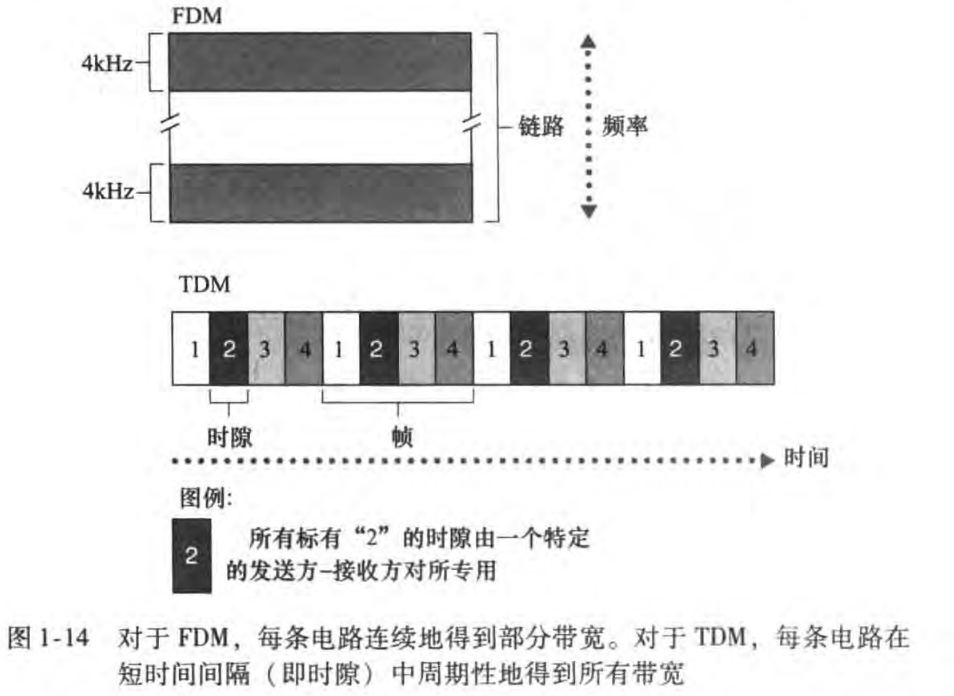 FDM
4kHz
链路
频率
4kHz
TDM
1 2 3 4 1 2 3 4 1 2 3 4 1 2 3 4
时隙
帧
时间
图例:
2
所有标有“2”的时隙由一个特定
的发送方-接收方对所专用
图 1-14 对于 FDM，每条电路连续地得到部分带宽。对于 TDM，每条电路在
短时间间隔（即时隙）中周期性地得到所有带宽